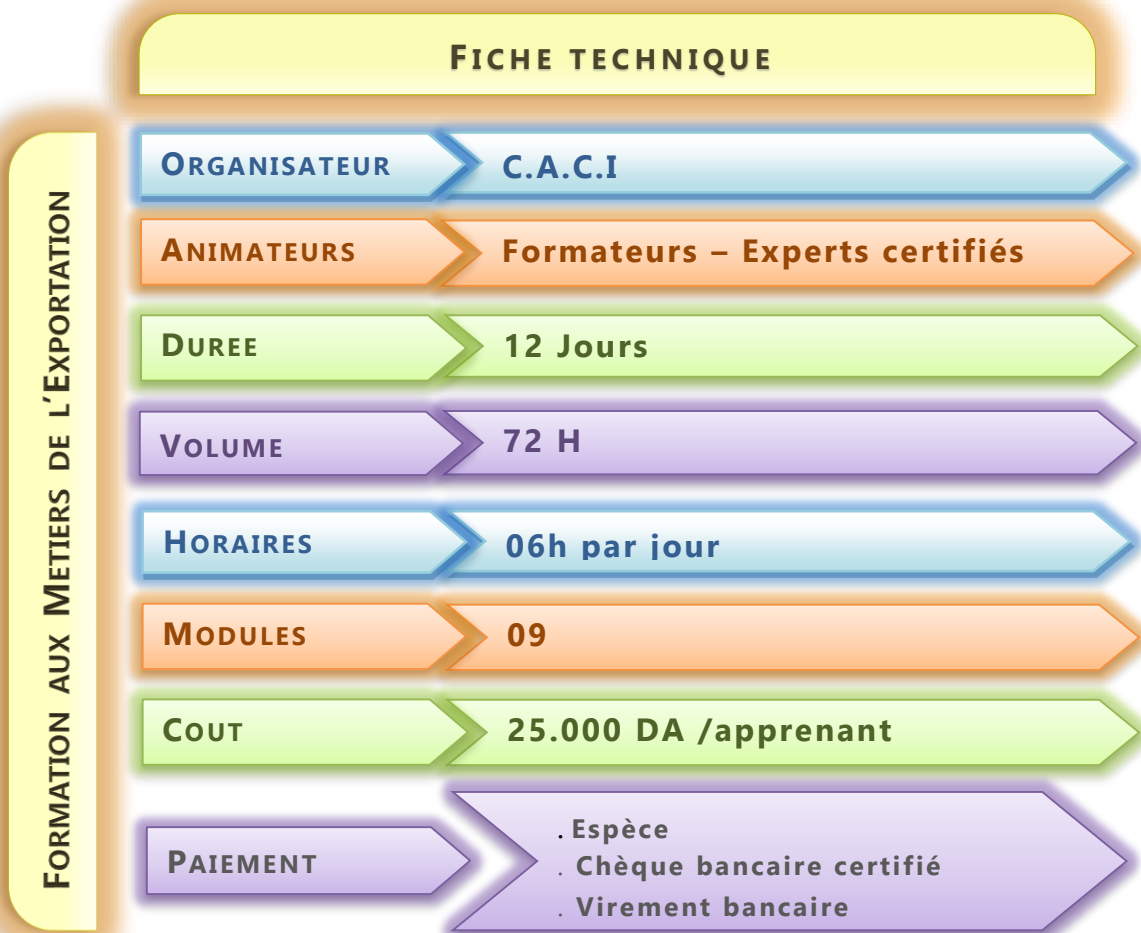 FICHE TECHNIQUE
FORMATION AUX METIERS DE L'EXPORTATION
ORGANISATEUR
C.A.C.I
ANIMATEURS
Formateurs – Experts certifiés
DUREE
12 Jours
VOLUME
72 H
HORAIRES
06h par jour
MODULES
09
COUT
25.000 DA /apprenant
PAIEMENT
. Espèce
. Chèque bancaire certifié
. Virement bancaire